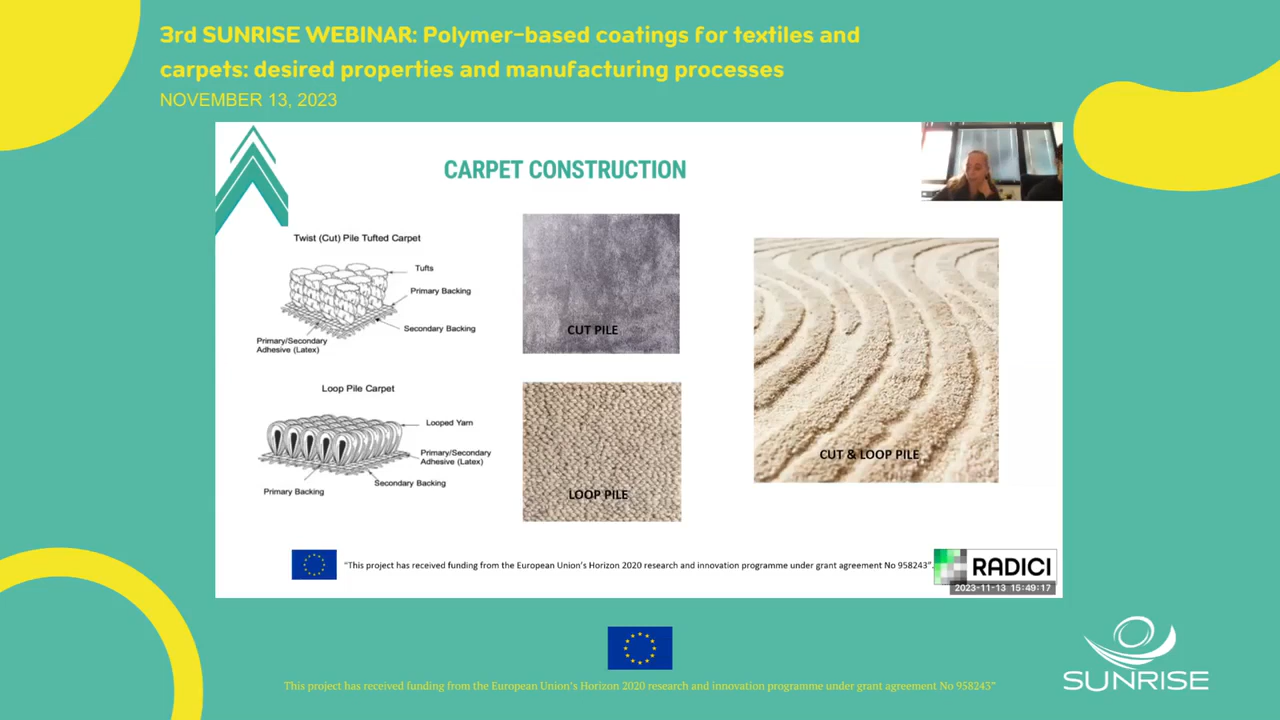 3rd SUNRISE WEBINAR: Polymer-based coatings for textiles and
carpets: desired properties and manufacturing processes
NOVEMBER 13, 2023
CARPET CONSTRUCTION
Twist (Cut) Pile Tufted Carpet
Tufts
Primary Backing
Secondary Backing
Primary/Secondary
Adhesive (Latex)
CUT PILE
Loop Pile Carpet
Looped Yarn
Primary/Secondary
Adhesive (Latex)
Secondary Backing
Primary Backing
LOOP PILE
CUT & LOOP PILE
“This project has received funding from the European Union’s Horizon 2020 research and innovation programme under grant agreement No 958243”.
RADICI
2023-11-13 15:49:17
This project has received funding from the European Union's Horizon 2020 research and innovation programme under grant agreement No 958243”
SUNRISE